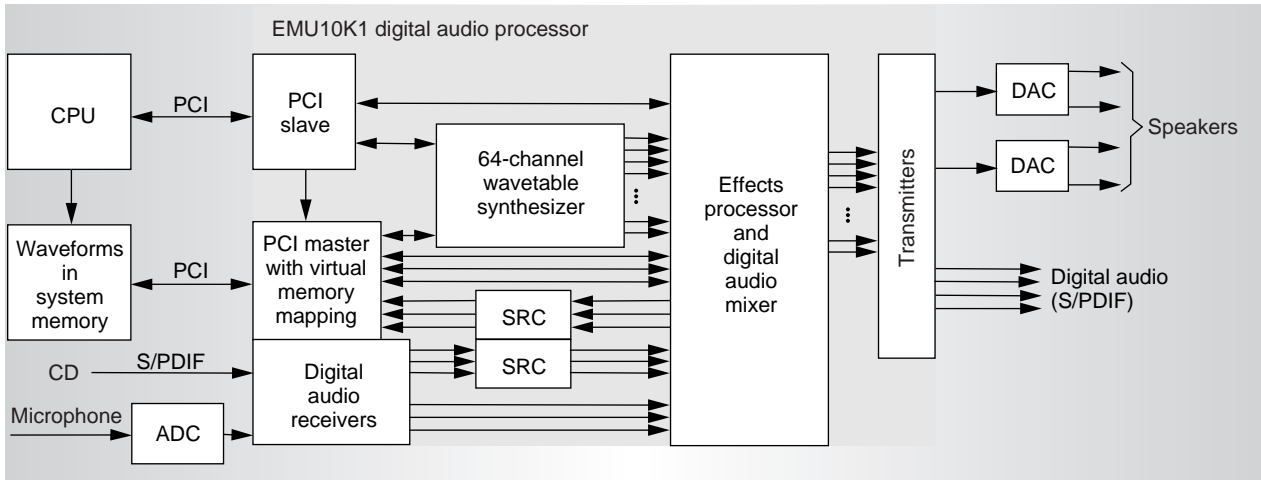 EMU10K1 digital audio processor
CPU
PCI
PCI
slave
64-channel
wavetable
synthesizer
Effects
processor
and
digital
audio
mixer
Transmitters
DAC
DAC
Speakers
Waveforms
in
system
memory
PCI
PCI master
with virtual
memory
mapping
SRC
SRC
Digital audio
(S/PDIF)
CD
S/PDIF
Digital
audio
receivers
Microphone
ADC